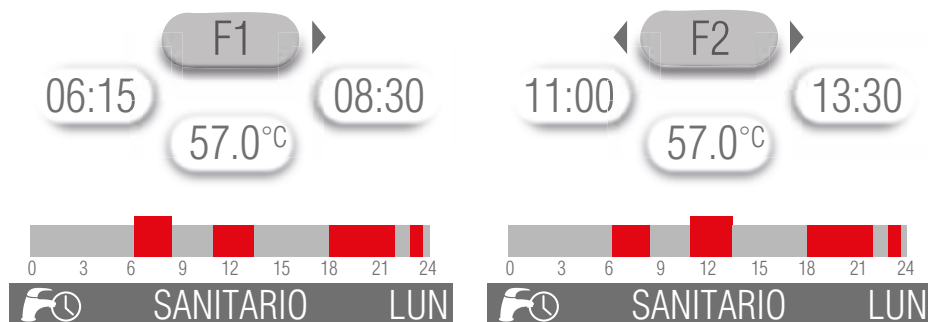 F1
06:15 08:30
57.0°C
0 3 6 9 12 15 18 21 24
SANITARIO LUN
F2
11:00 13:30
57.0°C
0 3 6 9 12 15 18 21 24
SANITARIO LUN